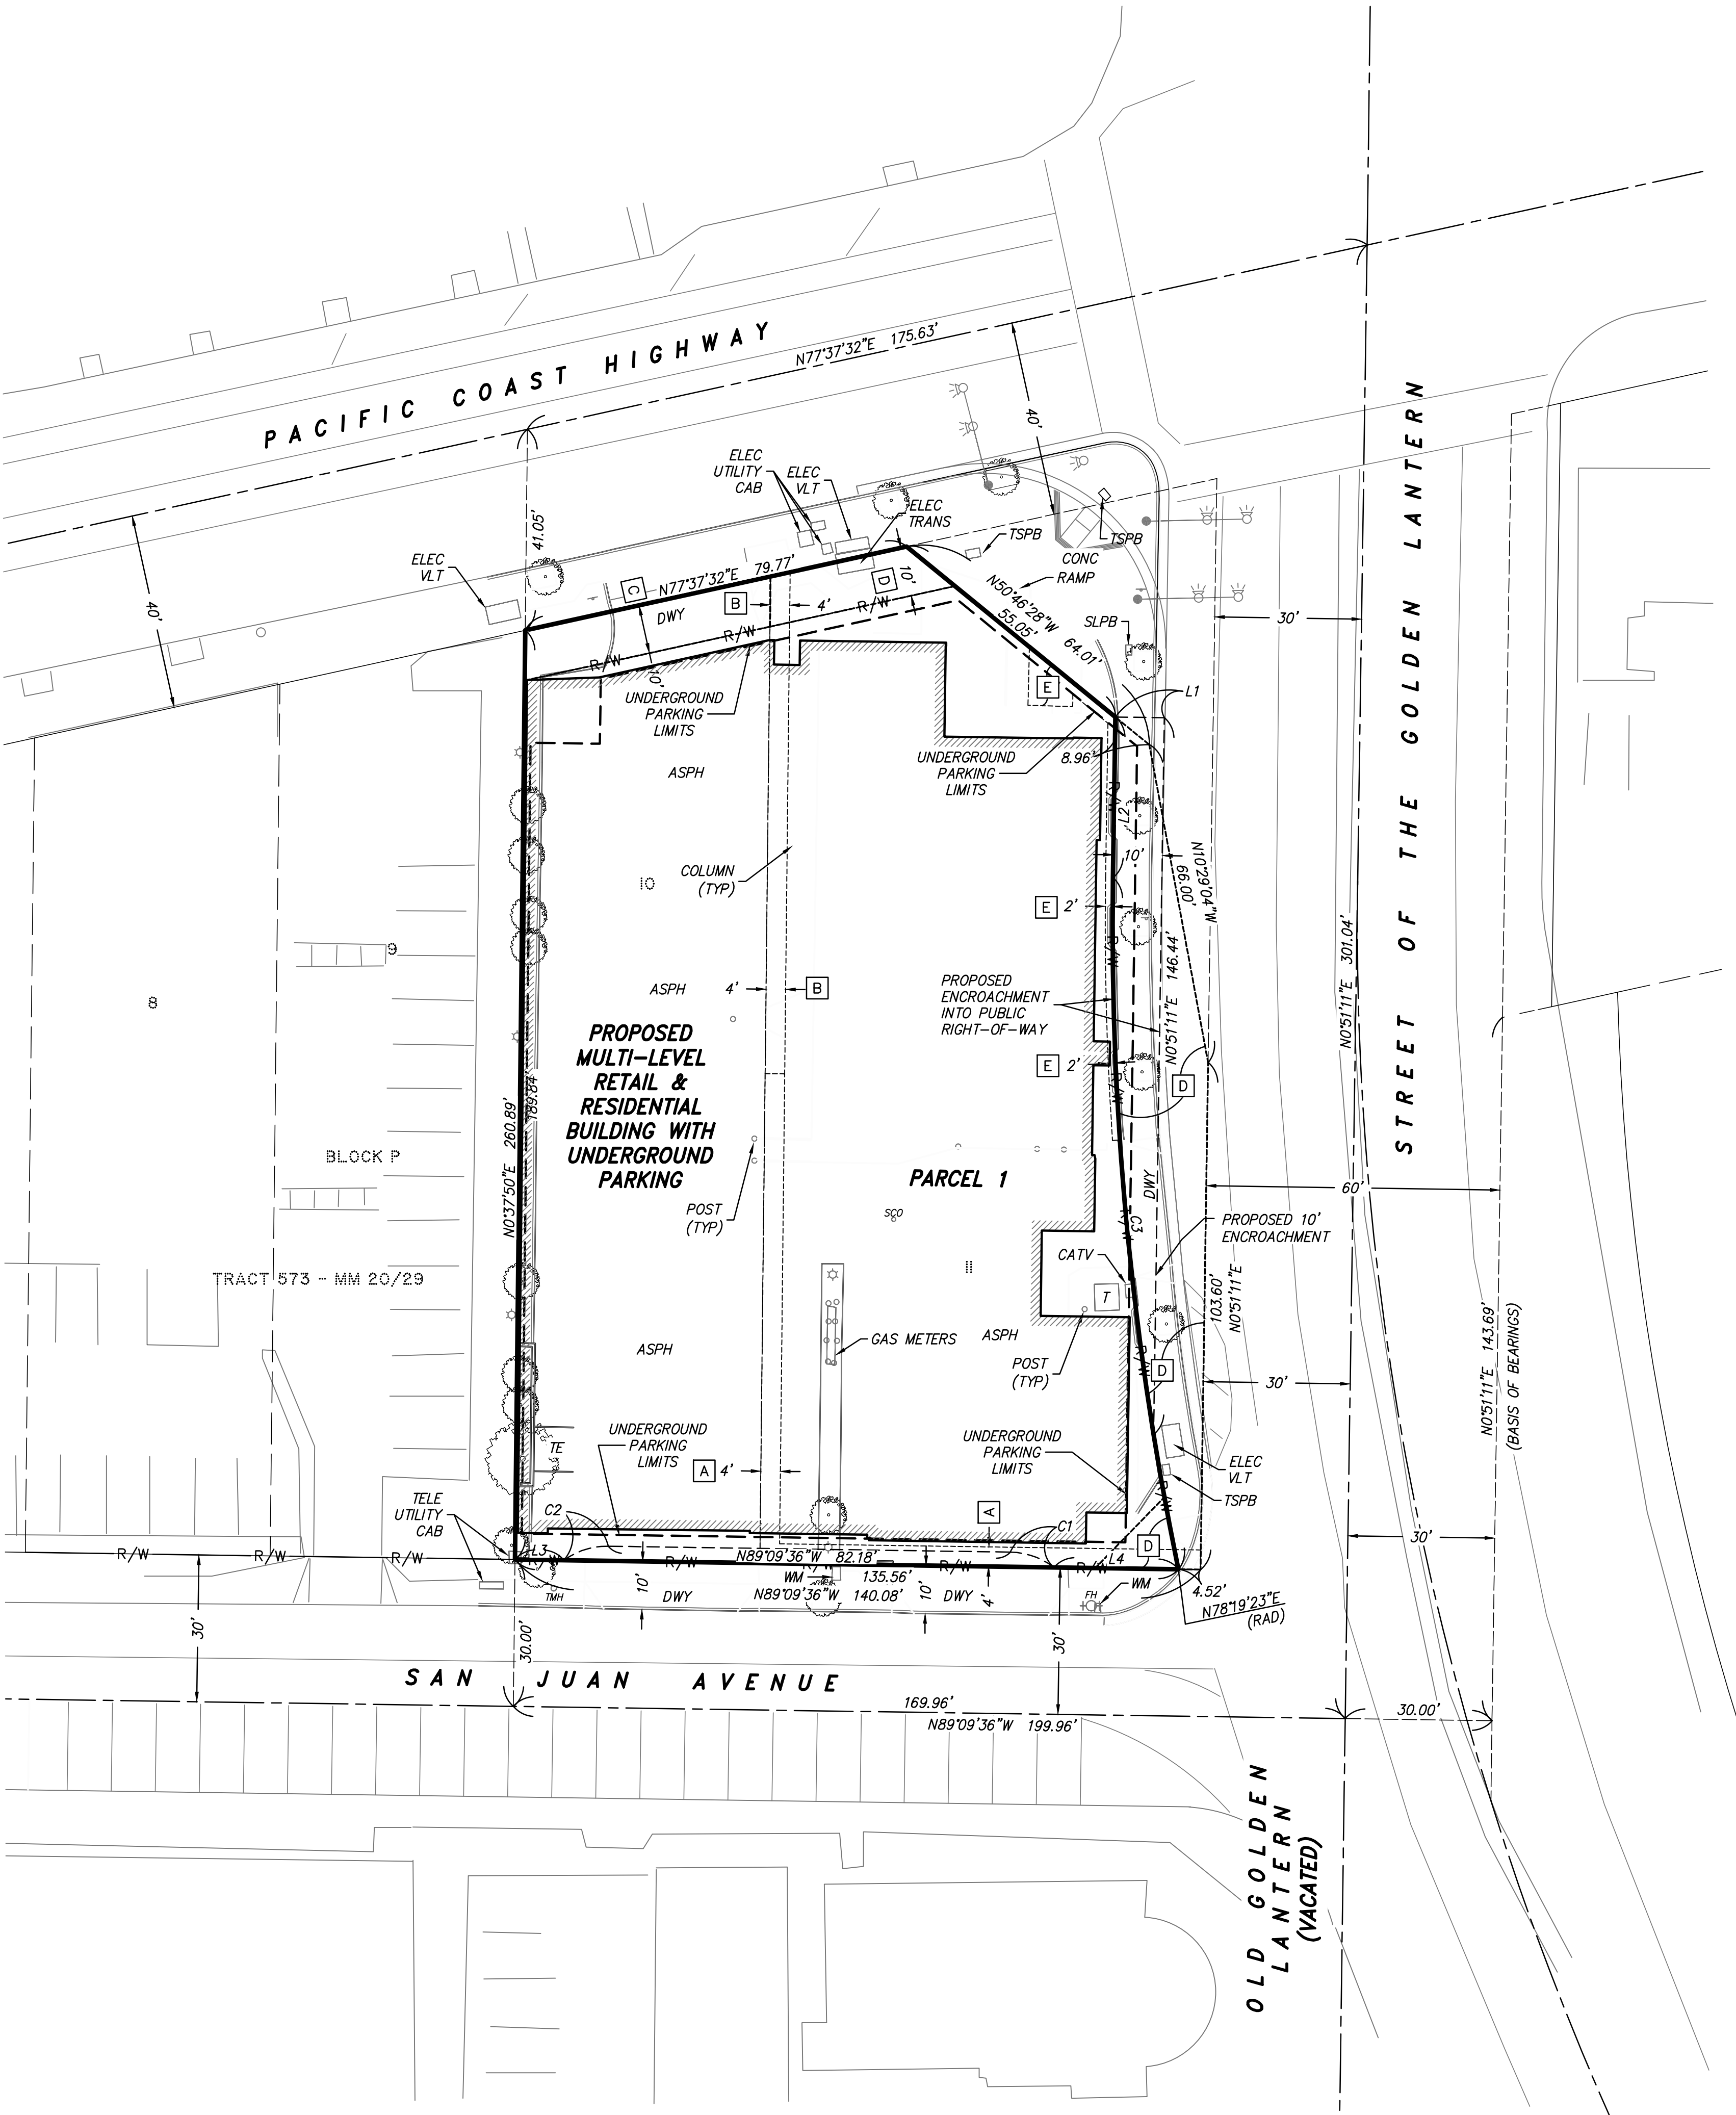 PACIFIC COAST HIGHWAY
N77°37'32"E 175.63'
40'
40'
41.05'
ELEC
UTILITY
CAB
ELEC
VLT
ELEC
TRANS
TSPB
TSPB
CONC
RAMP
SLPB
ELEC
VLT
N77°37'32"E 79.77'
C
DWY
B
4'
D
10'
R/W
R/W
R/W
10'
N50°46'28"W
55.05'
64.01'
30'
L1
E
UNDERGROUND
PARKING
LIMITS
UNDERGROUND
PARKING
LIMITS
8.96'
ASPH
R/W
L2
10'
N10°29'04"W
66.00'
COLUMN
(TYP)
10
9
8
E 2'
R/W
N0°51'11"E 146.44'
N0°51'11"E 301.04'
STREET OF THE GOLDEN LANTERN
ASPH
4'
B
PROPOSED
ENCROACHMENT
INTO PUBLIC
RIGHT-OF-WAY
PROPOSED
MULTI-LEVEL
RETAIL &
RESIDENTIAL
BUILDING WITH
UNDERGROUND
PARKING
E 2'
R/W
D
N0°37'50"E 260.89'
189.84'
BLOCK P
PARCEL 1
DWY
60'
POST
(TYP)
SCO
R/W
C3
PROPOSED 10'
ENCROACHMENT
CATV
T
TRACT 573 - MM 20/29
11
103.60'
N0°51'11"E
GAS METERS
ASPH
ASPH
POST
(TYP)
R/W
D
30'
N0°51'11"E 143.69'
(BASIS OF BEARINGS)
UNDERGROUND
PARKING
LIMITS
TE
A 4'
UNDERGROUND
PARKING
LIMITS
ELEC
VLT
TSPB
R/W
TELE
UTILITY
CAB
C2
A
C1
D
30'
R/W
R/W
R/W
L3
R/W
R/W
N89°09'36"W 82.18'
R/W
R/W
R/W
L4
WM
135.56'
N89°09'36"W 140.08'
10'
10'
4'
TMH
DWY
DWY
FH
WM
4.52'
N78°19'23"E
(RAD)
30'
30.00'
30'
SAN JUAN AVENUE
169.96'
N89°09'36"W 199.96'
30.00'
OLD GOLDEN
LANTERN
(VACATED)